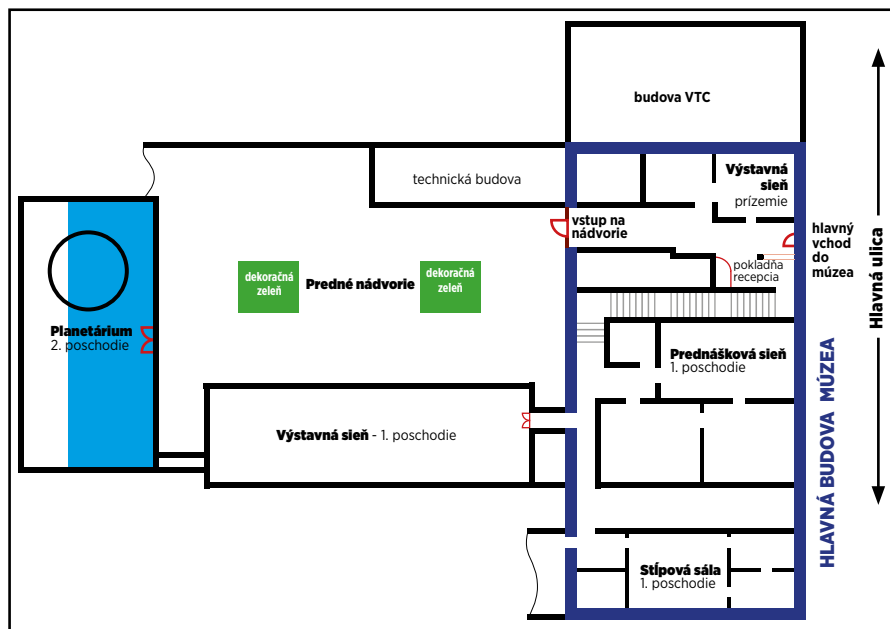 budova VTC
technická budova
Výstavná
sieň
prízemie
vstup na
nádvorie
hlavný
vchod
do
múzea
pokladňa
recepcia
Hlavná ulica
dekoračná
zeleň
Predné nádvorie
dekoračná
zeleň
Planetárium
2. poschodie
Prednášková sieň
1. poschodie
Výstavná sieň - 1. poschodie
HLAVNÁ BUDOVA MÚZEA
Stĺpová sála
1. poschodie